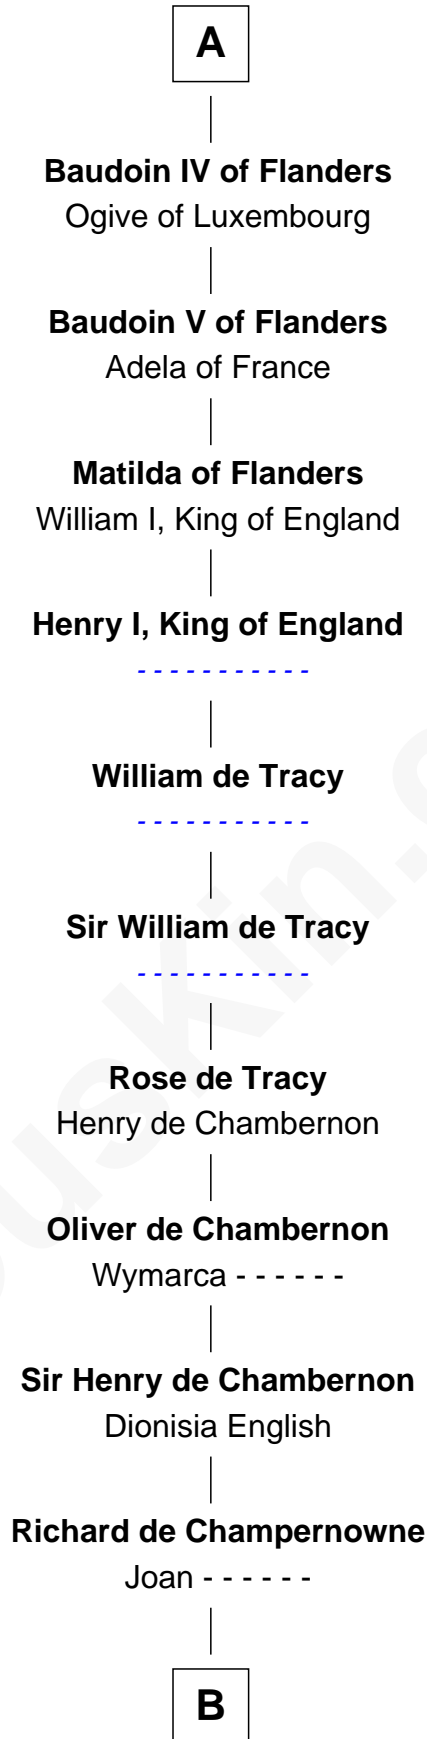 A
Baudoin IV of Flanders
Ogive of Luxembourg
Baudoin V of Flanders
Adela of France
Matilda of Flanders
William I, King of England
Henry I, King of England
- - - - - - - - - - -
William de Tracy
- - - - - - - - - - -
Sir William de Tracy
- - - - - - - - - - -
Rose de Tracy
Henry de Chambernon
Oliver de Chambernon
Wymarca - - - - - -
Sir Henry de Chambernon
Dionisia English
Richard de Champernowne
Joan - - - - - -
B